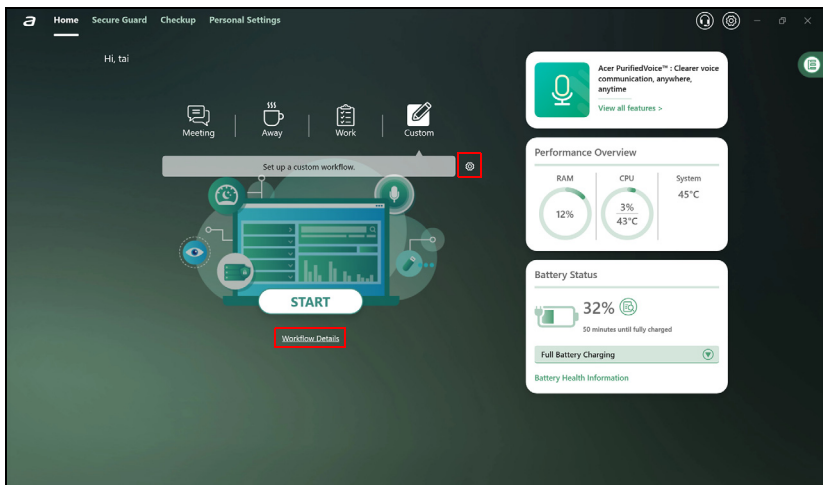 a Home Secure Guard Checkup Personal Settings
Hi, tai
Meeting Away Work Custom
Set up a custom workflow.
START
Workflow Details
Acer PurifiedVoice™ : Clearer voice
communication, anywhere,
anytime
View all features >
Performance Overview
RAM CPU System
12%
3%
43°C
45°C
Battery Status
32%
50 minutes until fully charged
Full Battery Charging
Battery Health Information